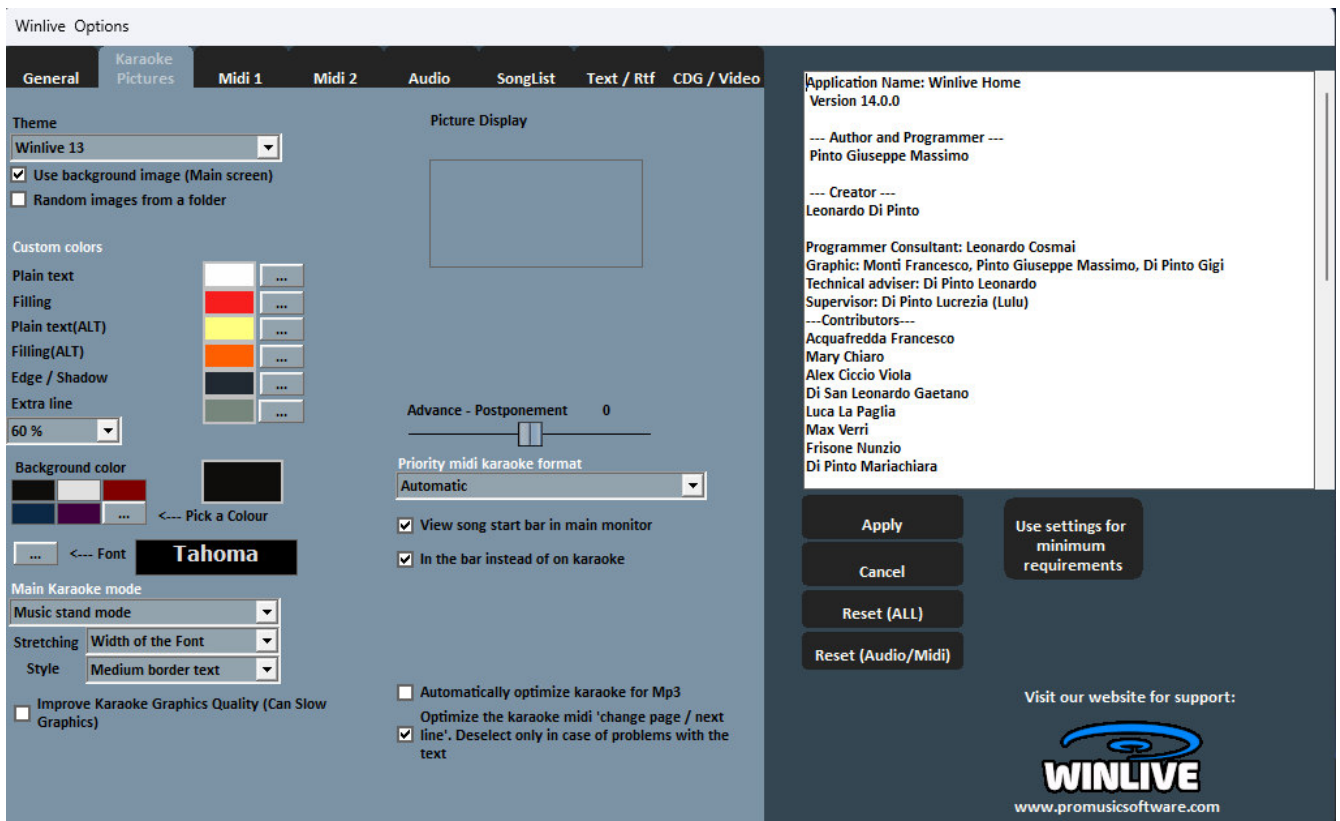 Winlive Options
General
Karaoke
Pictures
Midi 1
Midi 2
Audio
SongList
Text / Rtf
CDG / Video
Theme
Winlive 13
Use background image (Main screen)
Random images from a folder
Custom colors
Plain text
...
Filling
...
Plain text(ALT)
...
Filling(ALT)
...
Edge / Shadow
...
Extra line
...
60 %
Background color
...
<--- Pick a Colour
...
<--- Font
Tahoma
Main Karaoke mode
Music stand mode
Stretching
Width of the Font
Style
Medium border text
Improve Karaoke Graphics Quality (Can Slow
Graphics)
Picture Display
Advance - Postponement 0
Priority midi karaoke format
Automatic
View song start bar in main monitor
In the bar instead of on karaoke
Automatically optimize karaoke for Mp3
Optimize the karaoke midi 'change page / next
line'. Deselect only in case of problems with the
text
Application Name: Winlive Home
Version 14.0.0
--- Author and Programmer ---
Pinto Giuseppe Massimo
--- Creator ---
Leonardo Di Pinto
Programmer Consultant: Leonardo Cosmai
Graphic: Monti Francesco, Pinto Giuseppe Massimo, Di Pinto Gigi
Technical adviser: Di Pinto Leonardo
Supervisor: Di Pinto Lucrezia (Lulu)
---Contributors---
Acquafredda Francesco
Mary Chiaro
Alex Ciccio Viola
Di San Leonardo Gaetano
Luca La Paglia
Max Verri
Frisone Nunzio
Di Pinto Mariachiara
Apply
Cancel
Reset (ALL)
Reset (Audio/Midi)
Use settings for
minimum
requirements
Visit our website for support:
WINLIVE
www.promusicsoftware.com